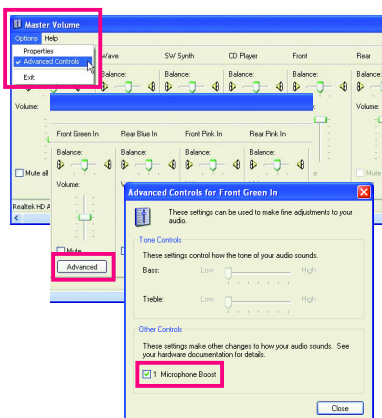 Master Volume
Options Help
Properties
Advanced Controls
Exit
Wave SW Synth CD Player Front Rear
Balance: Balance: Balance: Balance: Balance:
Volume: Volume:
Mute all Mute
Realtek HD A
Front Green In Rear Blue In Front Pink In Rear Pink In
Balance: Balance: Balance: Balance:
Volume:
Mute
Advanced
Advanced Controls for Front Green In
These settings can be used to make fine adjustments to your
audio.
Tone Controls
These settings control how the tone of your audio sounds.
Bass: Low High
Treble: Low High
Other Controls
These settings make other changes to how your audio sounds. See
your hardware documentation for details.
1 Microphone Boost
Close